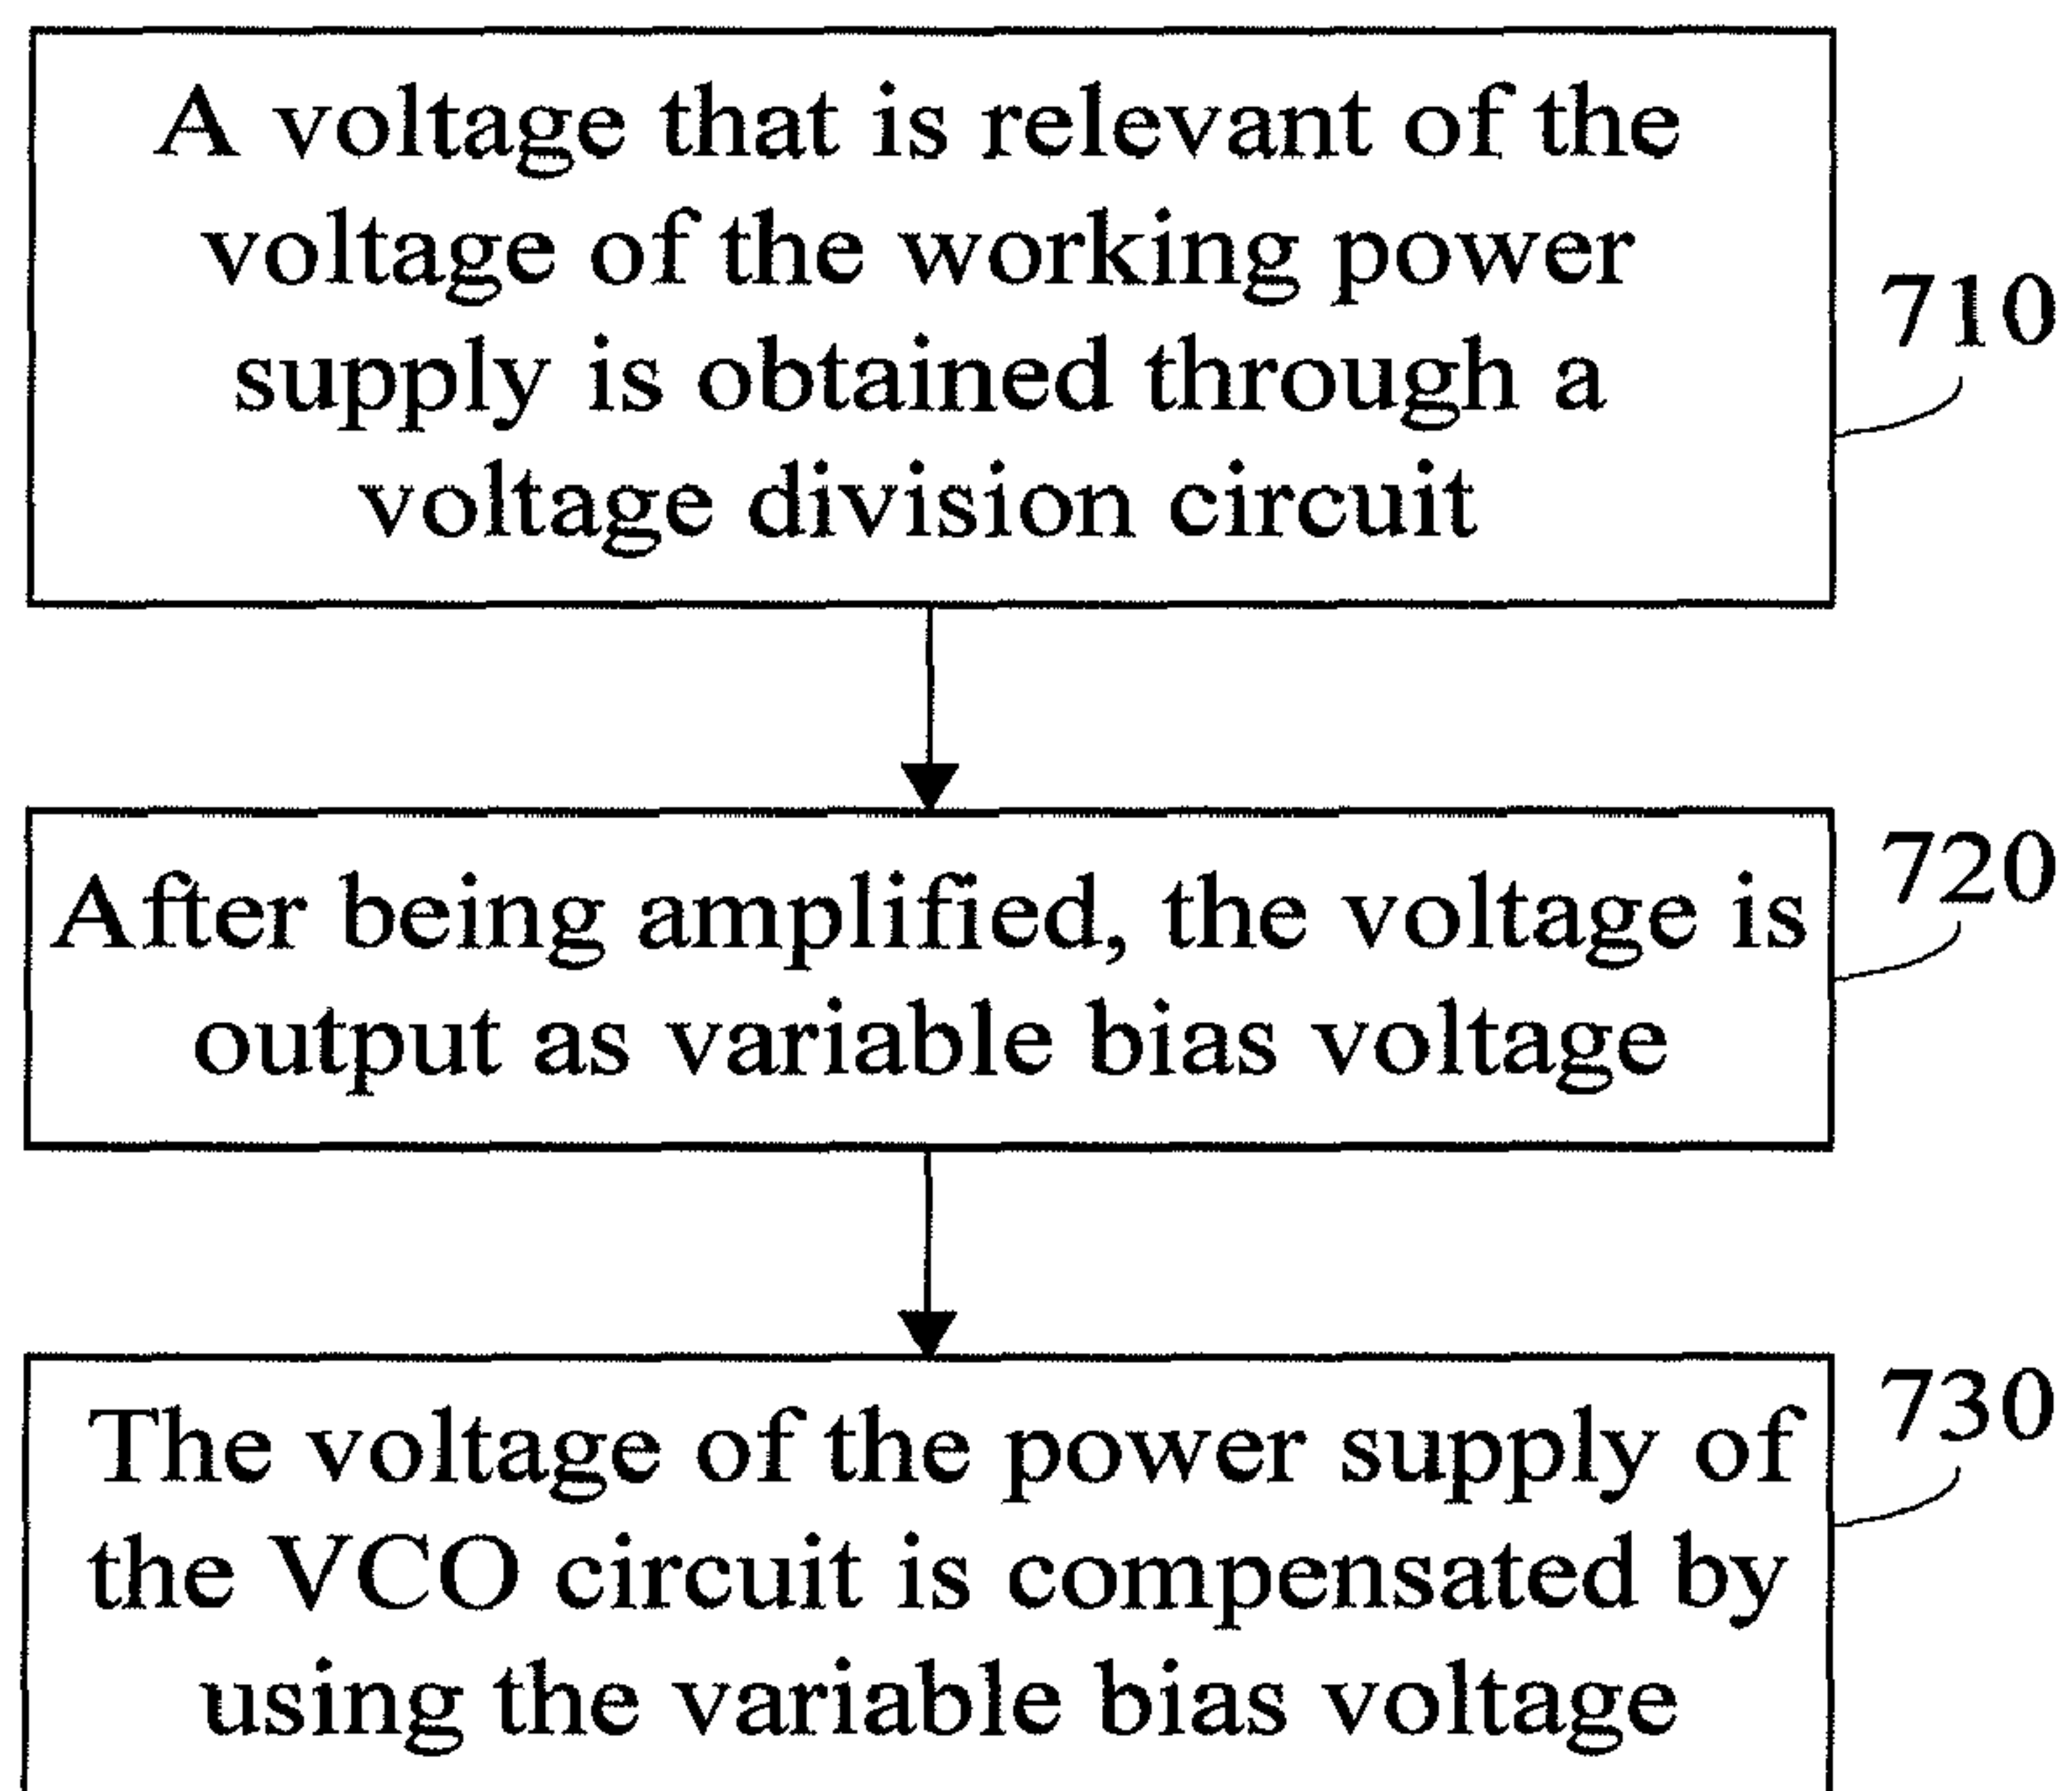 A voltage that is relevant of the
voltage of the working power
supply is obtained through a
voltage division circuit
710
After being amplified, the voltage is
output as variable bias voltage
720
The voltage of the power supply of
the VCO circuit is compensated by
using the variable bias voltage
730